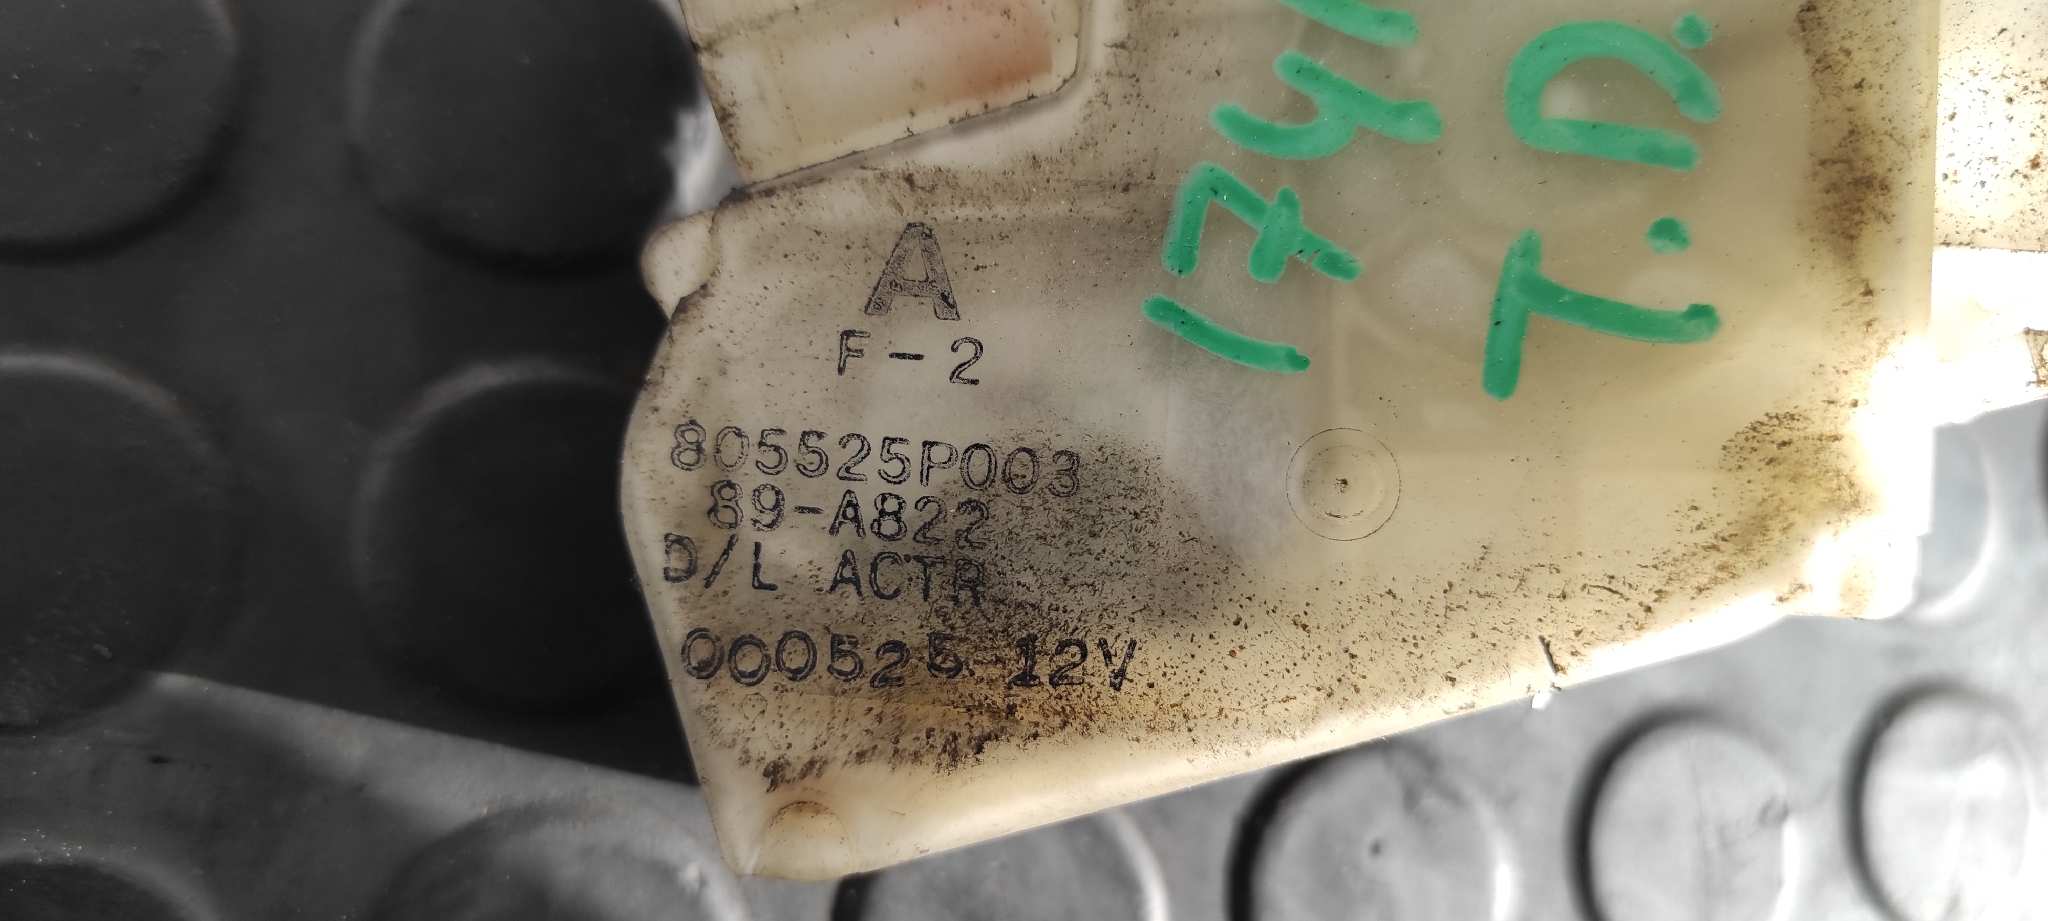 A
F-2
805525P003
89-A822
D/L ACTR
000525 12V